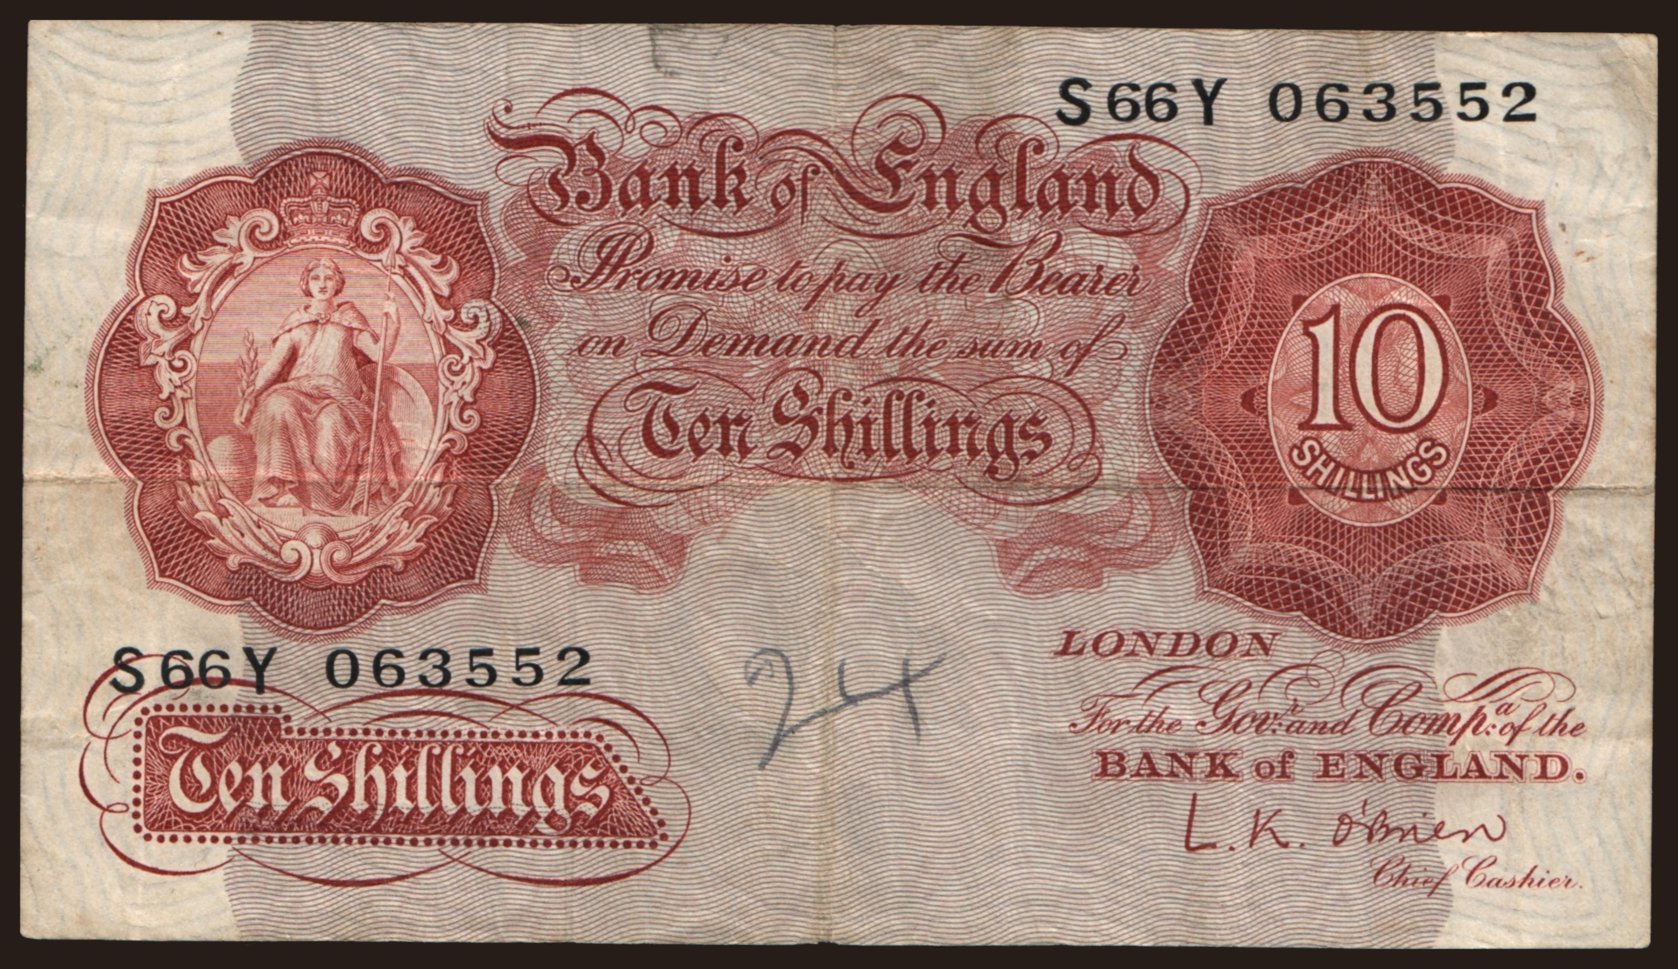 S66Y 063552
Bank of England
Promise to pay the Bearer
on Demand the sum of
Ten Shillings
10
SHILLINGS
S66Y 063552
Ten Shillings
24
LONDON
For the Govr. and Compa. of the
BANK of ENGLAND.
L.K. O'Brien
Chief Cashier.